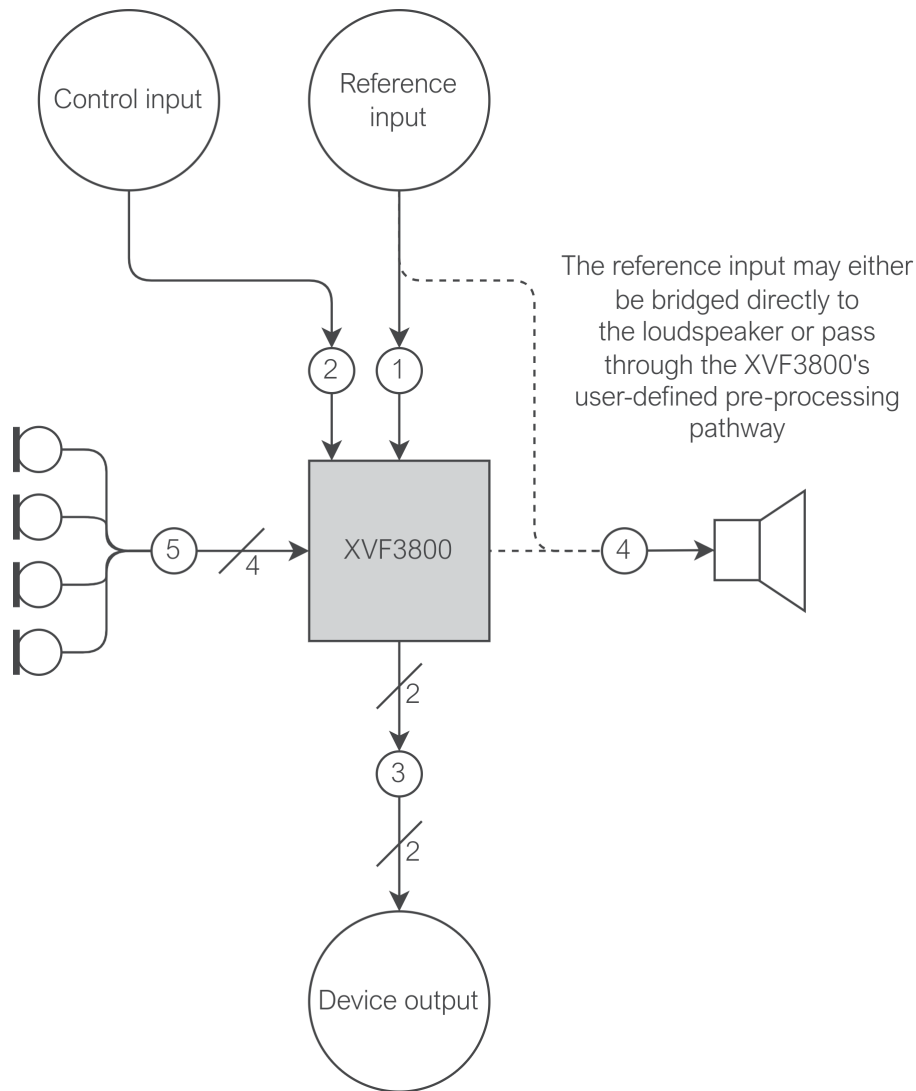 Control input
Reference
input
The reference input may either
be bridged directly to
the loudspeaker or pass
through the XVF3800's
user-defined pre-processing
pathway
2
1
5
4
XVF3800
4
2
3
2
Device output